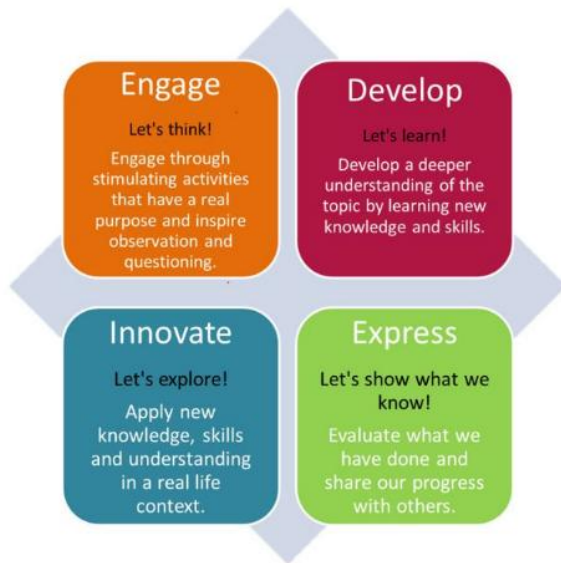 Engage
Let's think!
Engage through
stimulating activities
that have a real
purpose and inspire
observation and
questioning.
Develop
Let's learn!
Develop a deeper
understanding of the
topic by learning new
knowledge and skills.
Innovate
Let's explore!
Apply new
knowledge, skills
and understanding
in a real life
context.
Express
Let's show what we
know!
Evaluate what we
have done and
share our progress
with others.